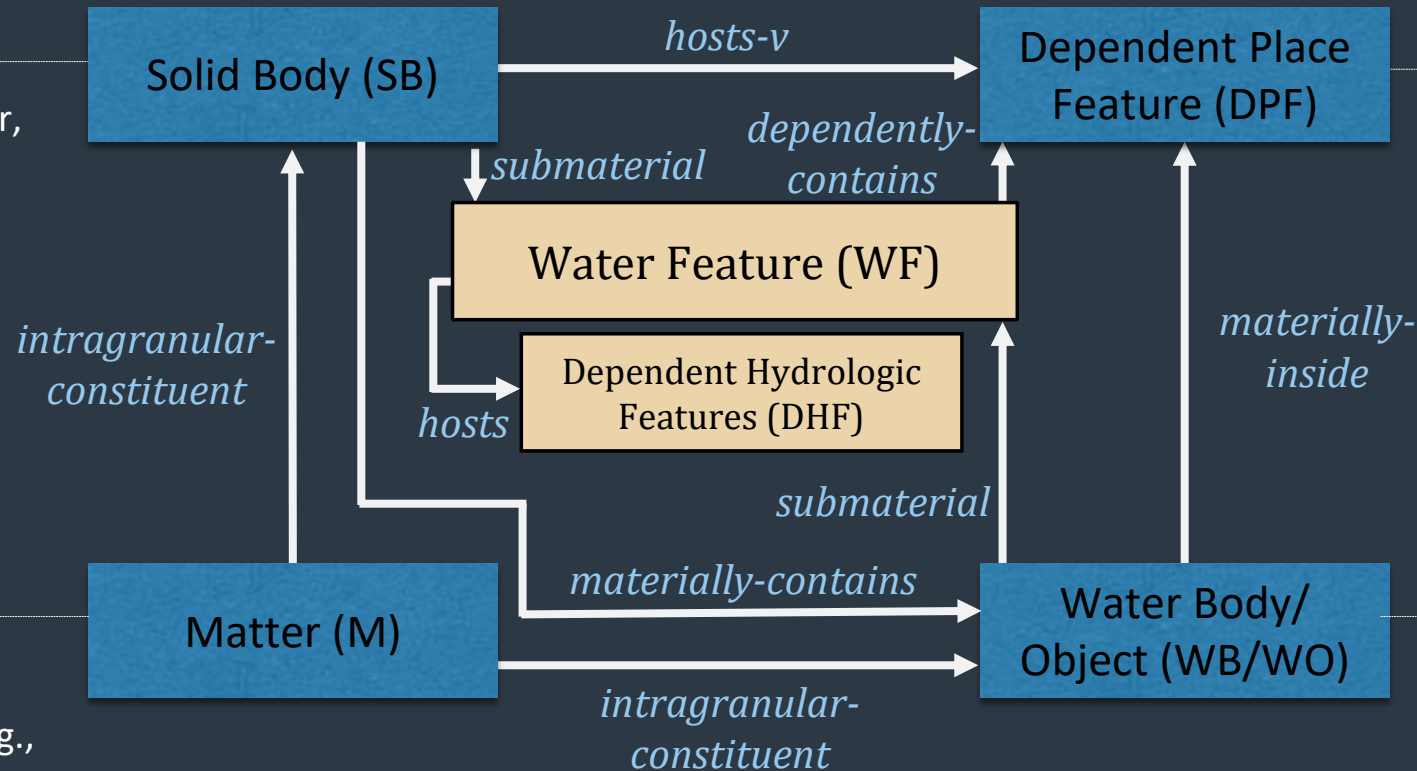 hosts-v
Solid Body (SB)
Dependent Place
Feature (DPF)
r,
dependently-
contains
submaterial
Water Feature (WF)
intragranular-
constituent
materially-
inside
Dependent Hydrologic
Features (DHF)
hosts
submaterial
materially-contains
Matter (M)
Water Body/
Object (WB/WO)
intragranular-
constituent
g.,